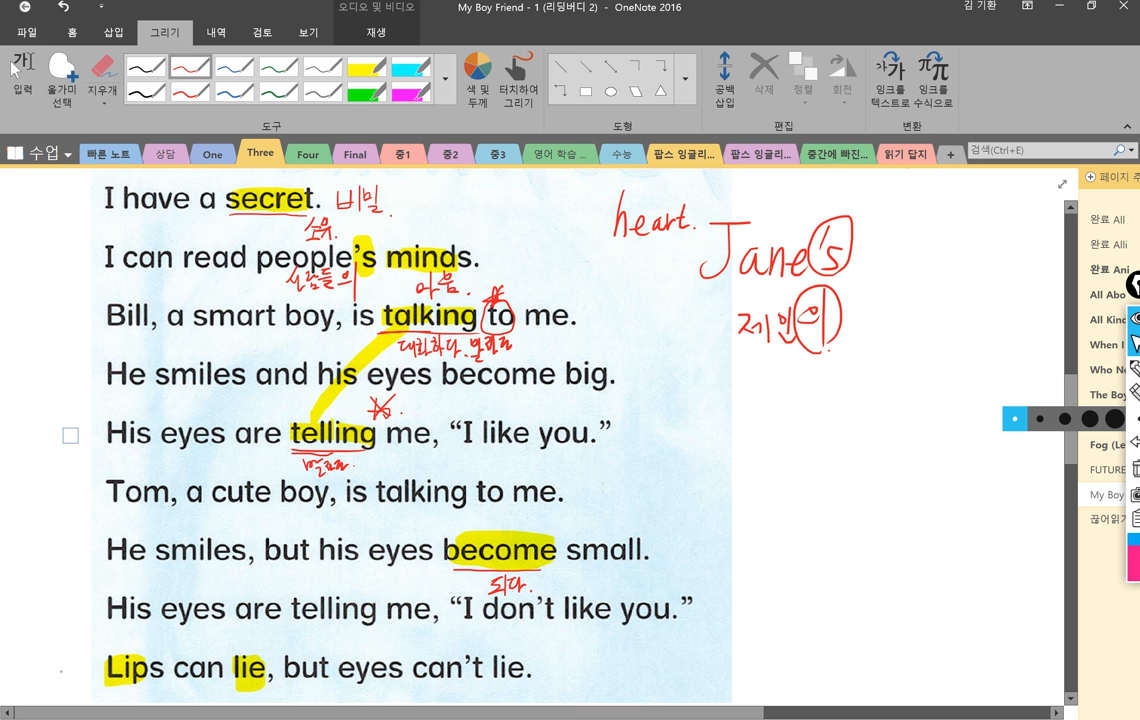 오디오 및 비디오
My Boy Friend - 1 (리딩버디 2) - OneNote 2016
김 기환
파일 홈 삽입 그리기 내역 검토 보기 재생
입력 올가미 선택 지우개 색 및 두께 터치하여 그리기 공백 삽입 삭제 정렬 회전 잉크를 텍스트로 잉크를 수식으로
도구 도형 편집 변환
수업 빠른 노트 상담 One Three Four Final 중1 중2 중3 영어 학습 ... 수능 팝스 잉글리... 팝스 잉글리... 중간에 빠진... 읽기 답지 + 검색(Ctrl+E)
페이지
I have a secret. 비밀.
heart.
소유.
Jane's
I can read people's minds.
사람들의 마음.
Bill, a smart boy, is talking to me.
제인의
대화하다.
He smiles and his eyes become big.
His eyes are telling me, “I like you.”
말하다.
Tom, a cute boy, is talking to me.
He smiles, but his eyes become small.
되다.
His eyes are telling me, “I don’t like you.”
Lips can lie, but eyes can’t lie.
완료 All
완료 Alli
완료 Ani
All Abo
All Kind
When I
Who Ne
The Boy
Fog (Le
FUTURE
My Boy
끊어읽기